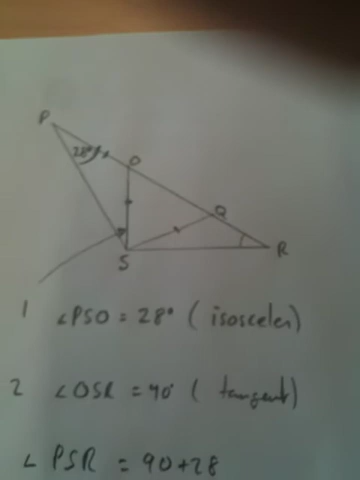 P
28°
O
Q
S
R
1 ∠PSO = 28° (isosceles)
2 ∠OSR = 90° (tangent)
∠PSR = 90+28